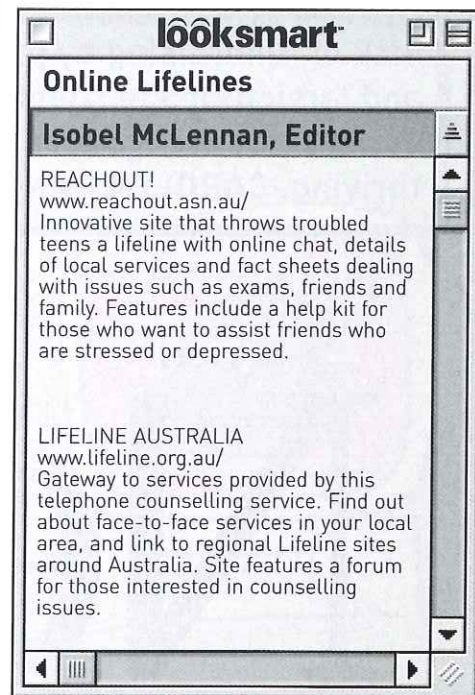 lööksmart
Online Lifelines
Isobel McLennan, Editor
REACHOUT!
www.reachout.asn.au/
Innovative site that throws troubled
teens a lifeline with online chat, details
of local services and fact sheets dealing
with issues such as exams, friends and
family. Features include a help kit for
those who want to assist friends who
are stressed or depressed.
LIFELINE AUSTRALIA
www.lifeline.org.au/
Gateway to services provided by this
telephone counselling service. Find out
about face-to-face services in your local
area, and link to regional Lifeline sites
around Australia. Site features a forum
for those interested in counselling
issues.